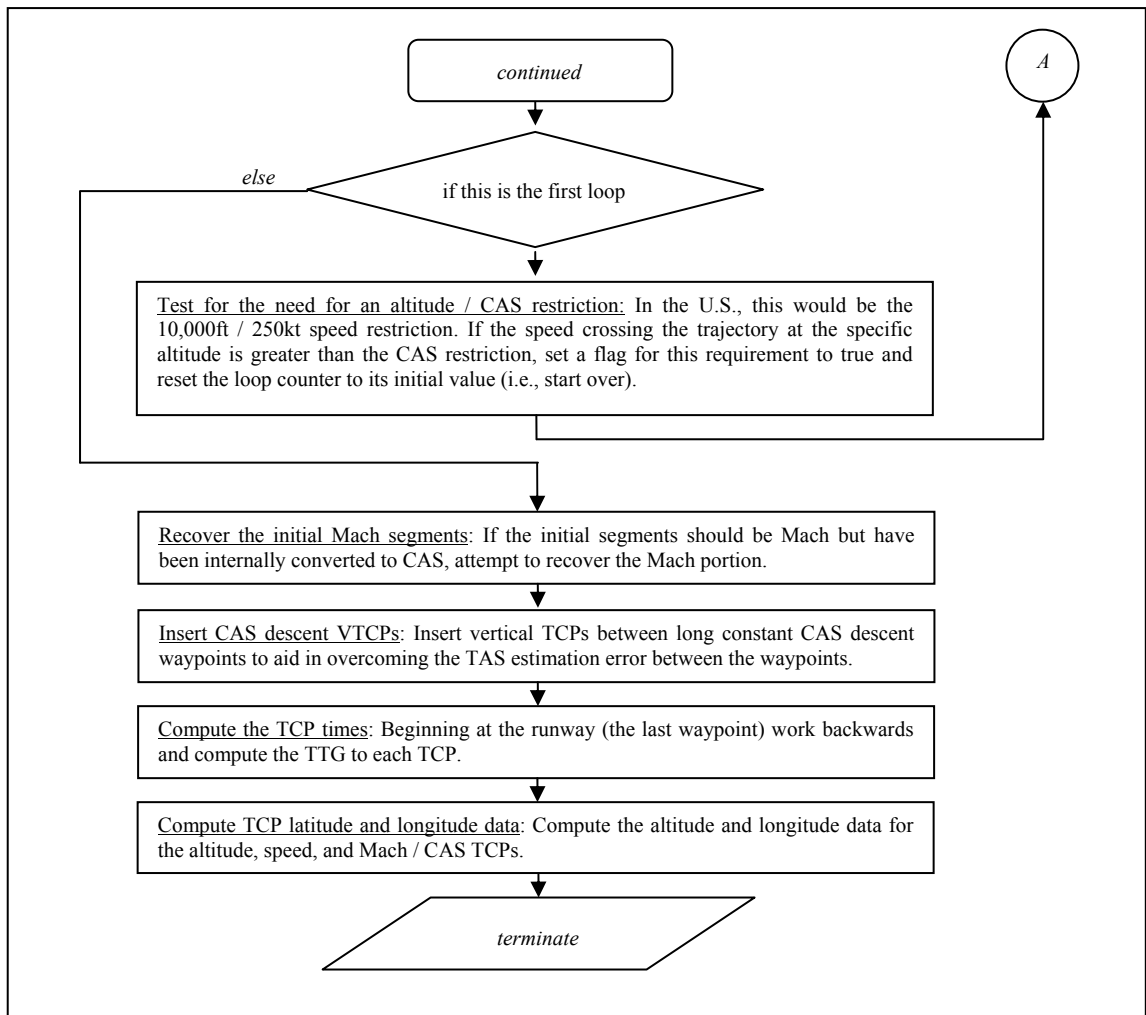 continued
A
else
if this is the first loop
Test for the need for an altitude / CAS restriction: In the U.S., this would be the
10,000ft / 250kt speed restriction. If the speed crossing the trajectory at the specific
altitude is greater than the CAS restriction, set a flag for this requirement to true and
reset the loop counter to its initial value (i.e., start over).
Recover the initial Mach segments: If the initial segments should be Mach but have
been internally converted to CAS, attempt to recover the Mach portion.
Insert CAS descent VTCPs: Insert vertical TCPs between long constant CAS descent
waypoints to aid in overcoming the TAS estimation error between the waypoints.
Compute the TCP times: Beginning at the runway (the last waypoint) work backwards
and compute the TTG to each TCP.
Compute TCP latitude and longitude data: Compute the altitude and longitude data for
the altitude, speed, and Mach / CAS TCPs.
terminate